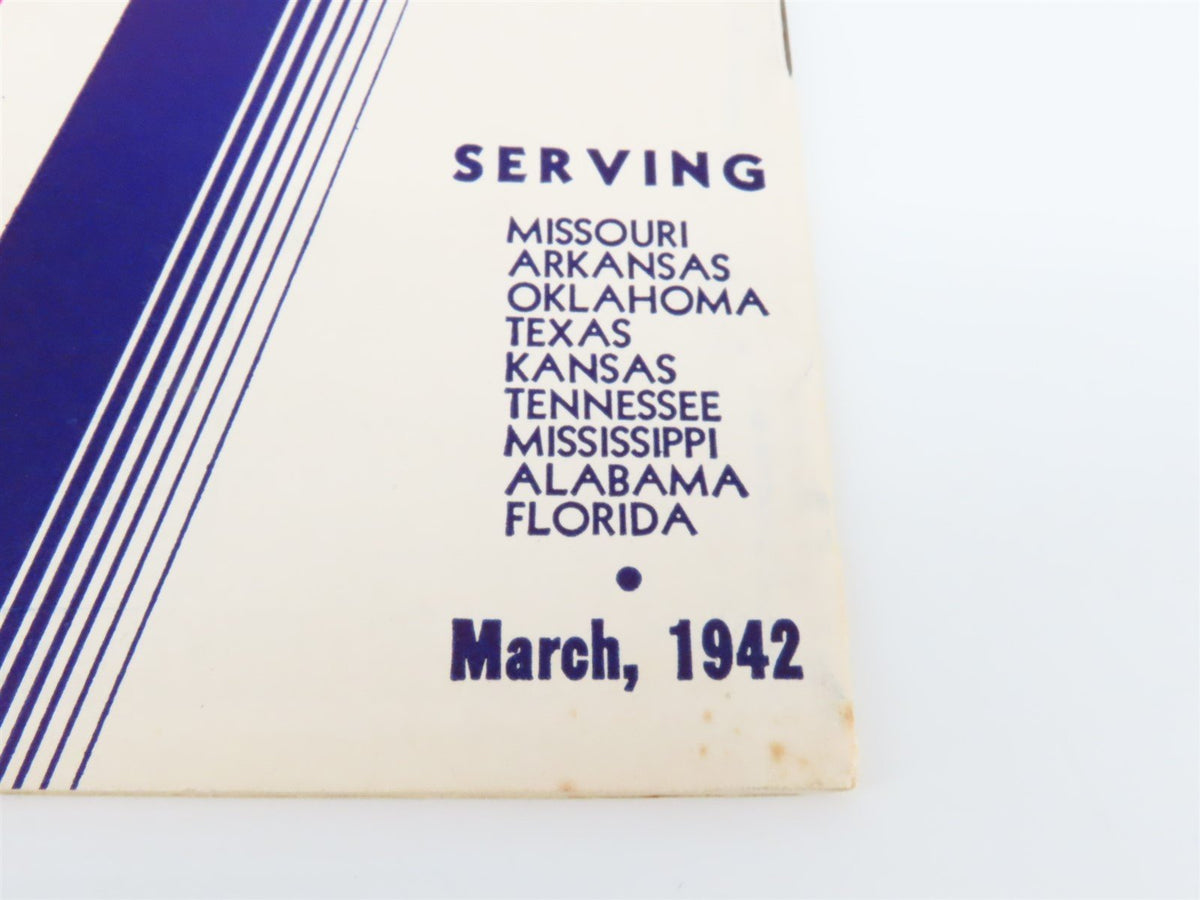 SERVING
MISSOURI
ARKANSAS
OKLAHOMA
TEXAS
KANSAS
TENNESSEE
MISSISSIPPI
ALABAMA
FLORIDA
March, 1942